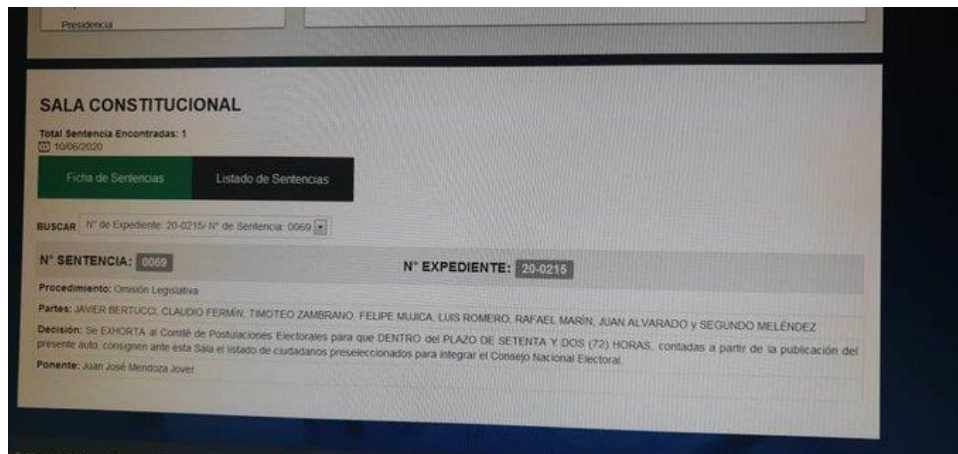 Presidencia
SALA CONSTITUCIONAL
Total Sentencia Encontradas: 1
10/06/2020
Ficha de Sentencias
Listado de Sentencias
BUSCAR N° de Expediente: 20-0215/ N° de Sentencia: 0069
N° SENTENCIA: 0069
N° EXPEDIENTE: 20-0215
Procedimiento: Omisión Legislativa
Partes: JAVIER BERTUCCI, CLAUDIO FERMÍN, TIMOTEO ZAMBRANO, FELIPE MUJICA, LUIS ROMERO, RAFAEL MARÍN, JUAN ALVARADO y SEGUNDO MELÉNDEZ
Decisión: Se EXHORTA al Comité de Postulaciones Electorales para que DENTRO del PLAZO DE SETENTA Y DOS (72) HORAS, contadas a partir de la publicación del
presente auto, consignen ante esta Sala el listado de ciudadanos preseleccionados para integrar el Consejo Nacional Electoral.
Ponente: Juan José Mendoza Jover